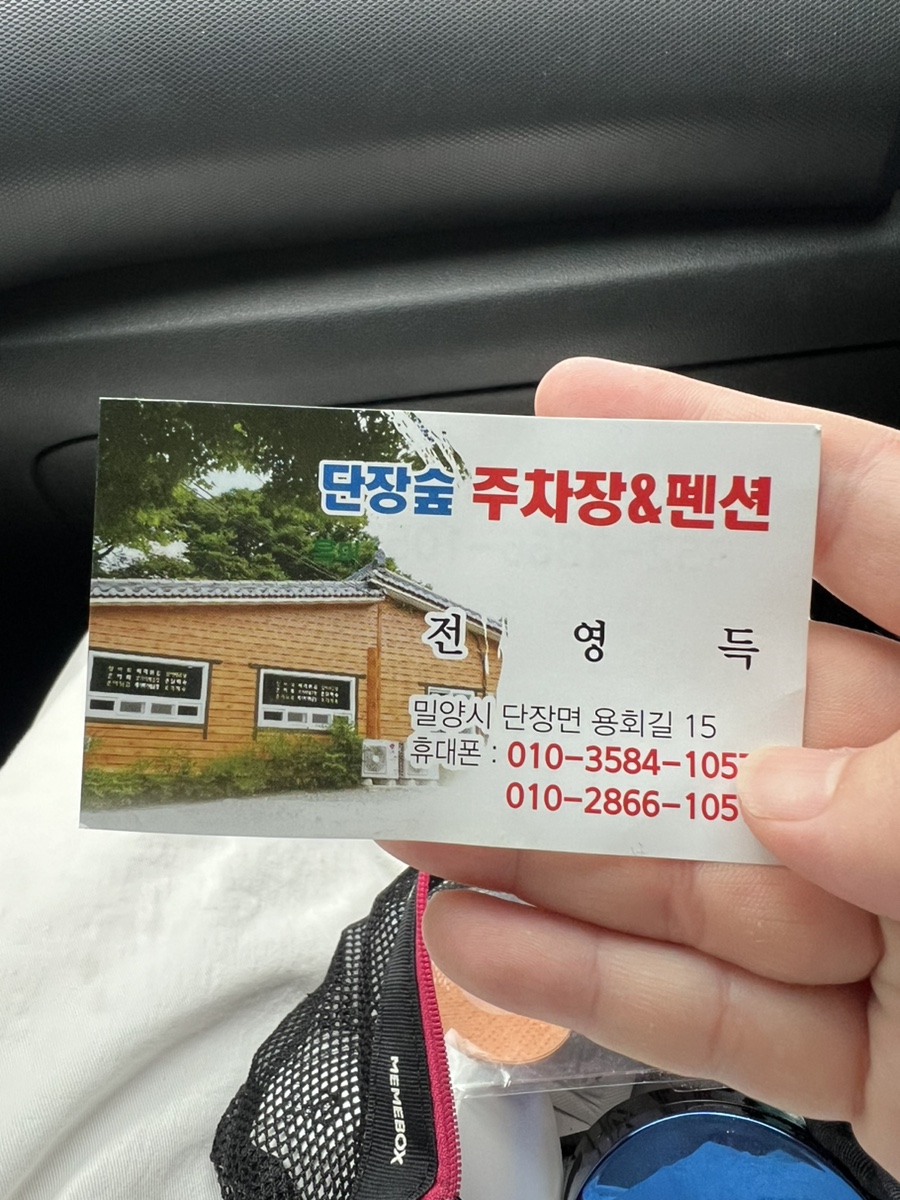 단장숲 주차장&펜션
전 영 득
밀양시 단장면 용회길 15
휴대폰 : 010-3584-105
010-2866-105
MEMEBOX